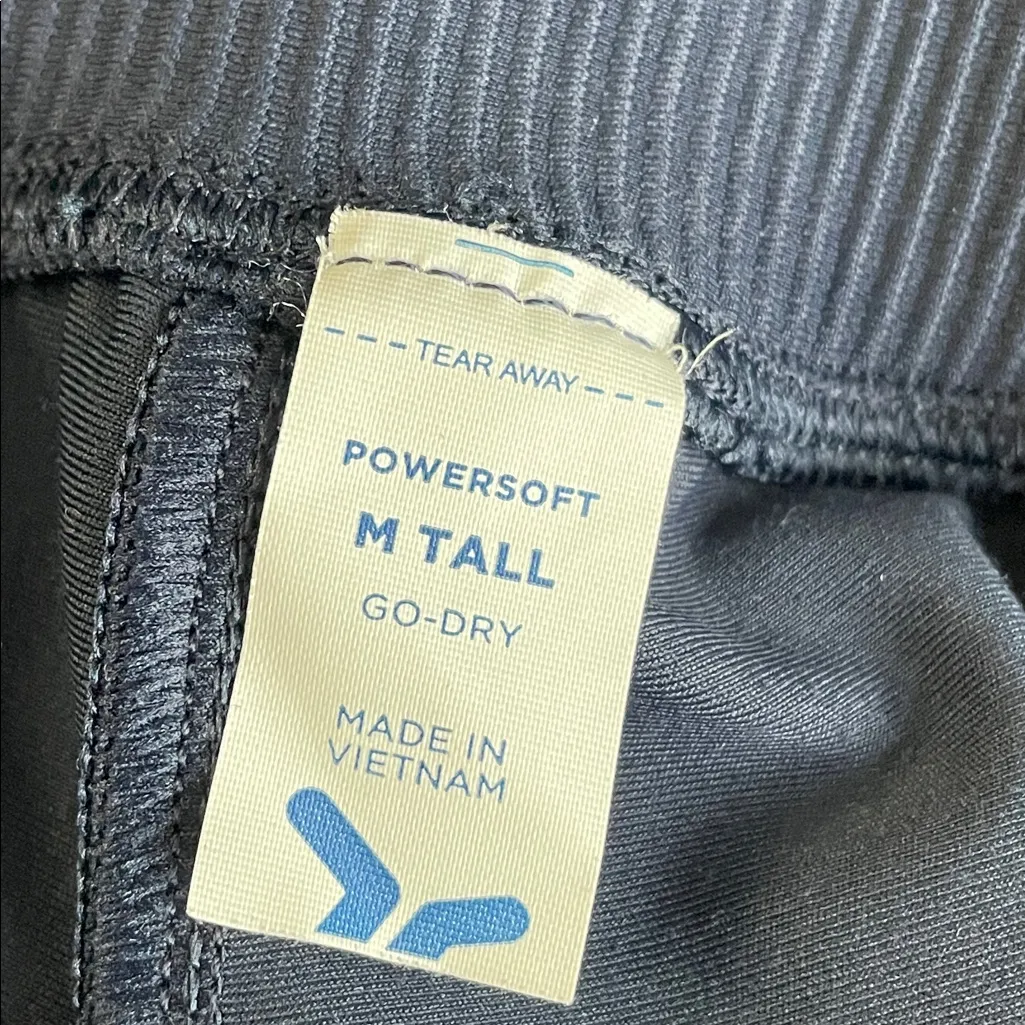 - - - - TEAR AWAY - - - -
POWERSOFT
M TALL
GO-DRY
MADE IN
VIETNAM